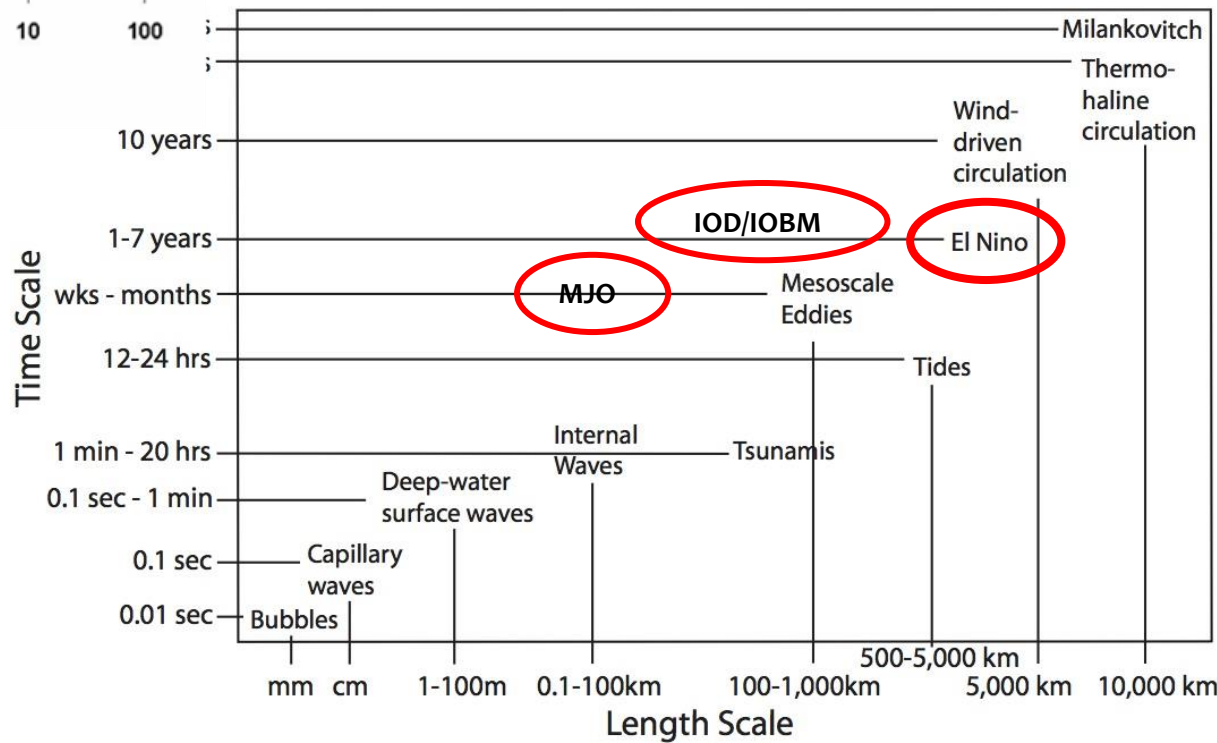 10 100
s
s
Milankovitch
Thermo-
haline
circulation
Wind-
driven
circulation
10 years
IOD/IOBM
1-7 years
El Nino
wks - months
MJO
Mesoscale
Eddies
12-24 hrs
Tides
1 min - 20 hrs
Internal
Waves
Tsunamis
0.1 sec - 1 min
Deep-water
surface waves
0.1 sec
Capillary
waves
0.01 sec
Bubbles
Time Scale
mm cm 1-100m 0.1-100km 100-1,000km 500-5,000 km 5,000 km 10,000 km
Length Scale